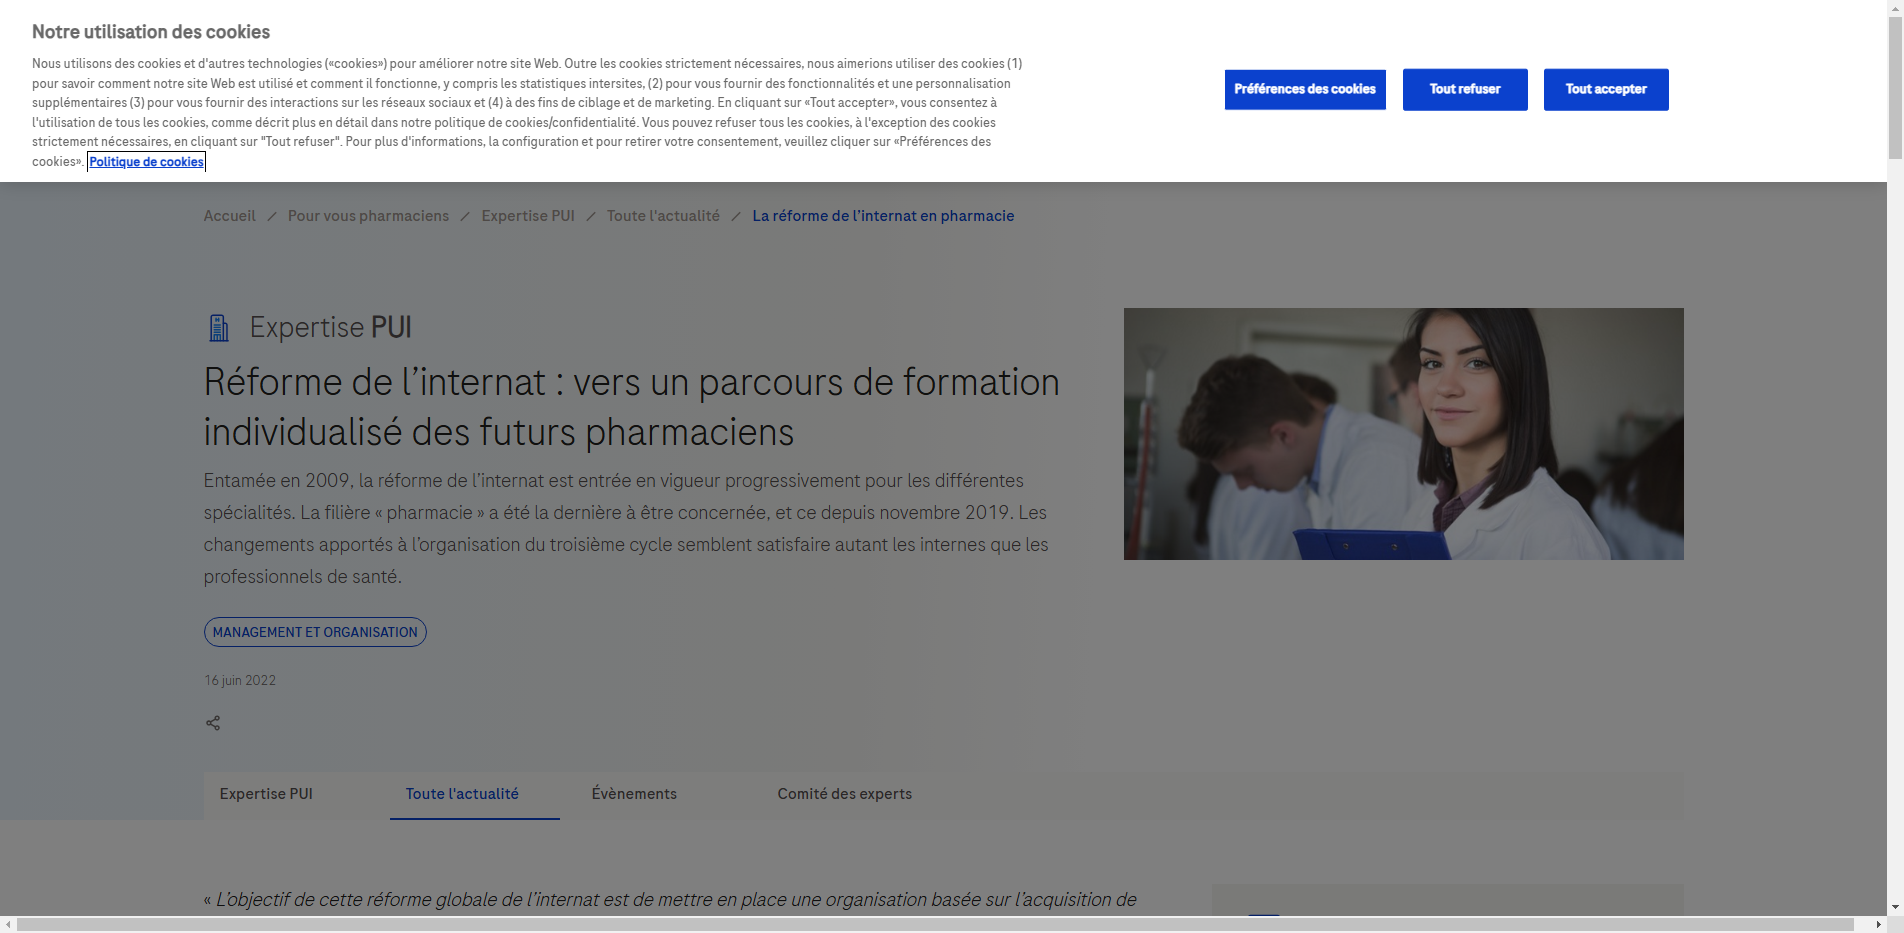 Notre utilisation des cookies
Nous utilisons des cookies et d'autres technologies («cookies») pour améliorer notre site Web. Outre les cookies strictement nécessaires, nous aimerions utiliser des cookies (1)
pour savoir comment notre site Web est utilisé et comment il fonctionne, y compris les statistiques intersites, (2) pour vous fournir des fonctionnalités et une personnalisation
supplémentaires (3) pour vous fournir des interactions sur les réseaux sociaux et (4) à des fins de ciblage et de marketing. En cliquant sur «Tout accepter», vous consentez à
l'utilisation de tous les cookies, comme décrit plus en détail dans notre politique de cookies/confidentialité. Vous pouvez refuser tous les cookies, à l'exception des cookies
strictement nécessaires, en cliquant sur "Tout refuser". Pour plus d'informations, la configuration et pour retirer votre consentement, veuillez cliquer sur «Préférences des
cookies». Politique de cookies
Préférences des cookies
Tout refuser
Tout accepter
Accueil / Pour vous pharmaciens / Expertise PUI / Toute l'actualité / La réforme de l’internat en pharmacie
Expertise PUI
Réforme de l’internat : vers un parcours de formation
individualisé des futurs pharmaciens
Entamée en 2009, la réforme de l’internat est entrée en vigueur progressivement pour les différentes
spécialités. La filière « pharmacie » a été la dernière à être concernée, et ce depuis novembre 2019. Les
changements apportés à l’organisation du troisième cycle semblent satisfaire autant les internes que les
professionnels de santé.
MANAGEMENT ET ORGANISATION
16 juin 2022
Expertise PUI
Toute l'actualité
Évènements
Comité des experts
« L’objectif de cette réforme globale de l’internat est de mettre en place une organisation basée sur l’acquisition de